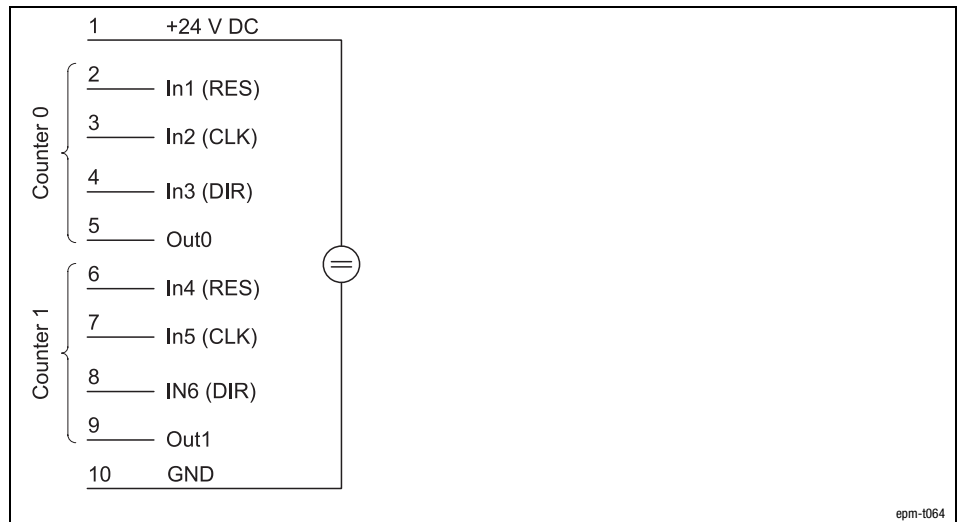 1 +24 V DC
Counter 0
2 In1 (RES)
3 In2 (CLK)
4 In3 (DIR)
5 Out0
Counter 1
6 In4 (RES)
7 In5 (CLK)
8 IN6 (DIR)
9 Out1
10 GND
epm-t064